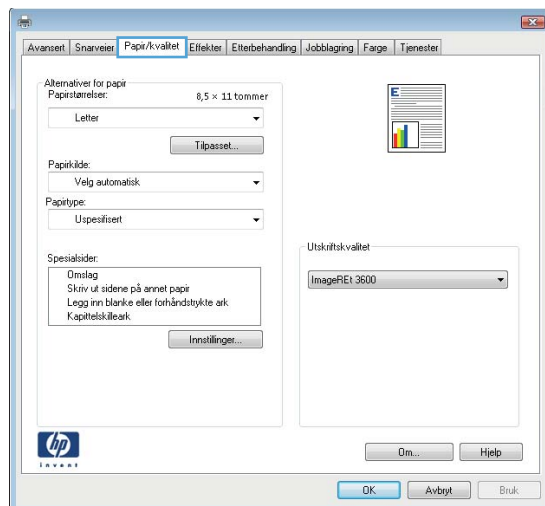 Avansert Snarveier Papir/kvalitet Effekter Etterbehandling Jobblagring Farge Tjenester
Alternativer for papir
Papirstørrelser: 8,5 × 11 tommer
Letter
Tilpasset...
Papirkilde:
Velg automatisk
Papirtype:
Uspesifisert
Spesialsider:
Omslag
Skriv ut sidene på annet papir
Legg inn blanke eller forhåndstrykte ark
Kapittelskilleark
Innstillinger...
E
Utskriftskvalitet
ImageREt 3600
hp
invent
Om... Hjelp
OK Avbryt Bruk